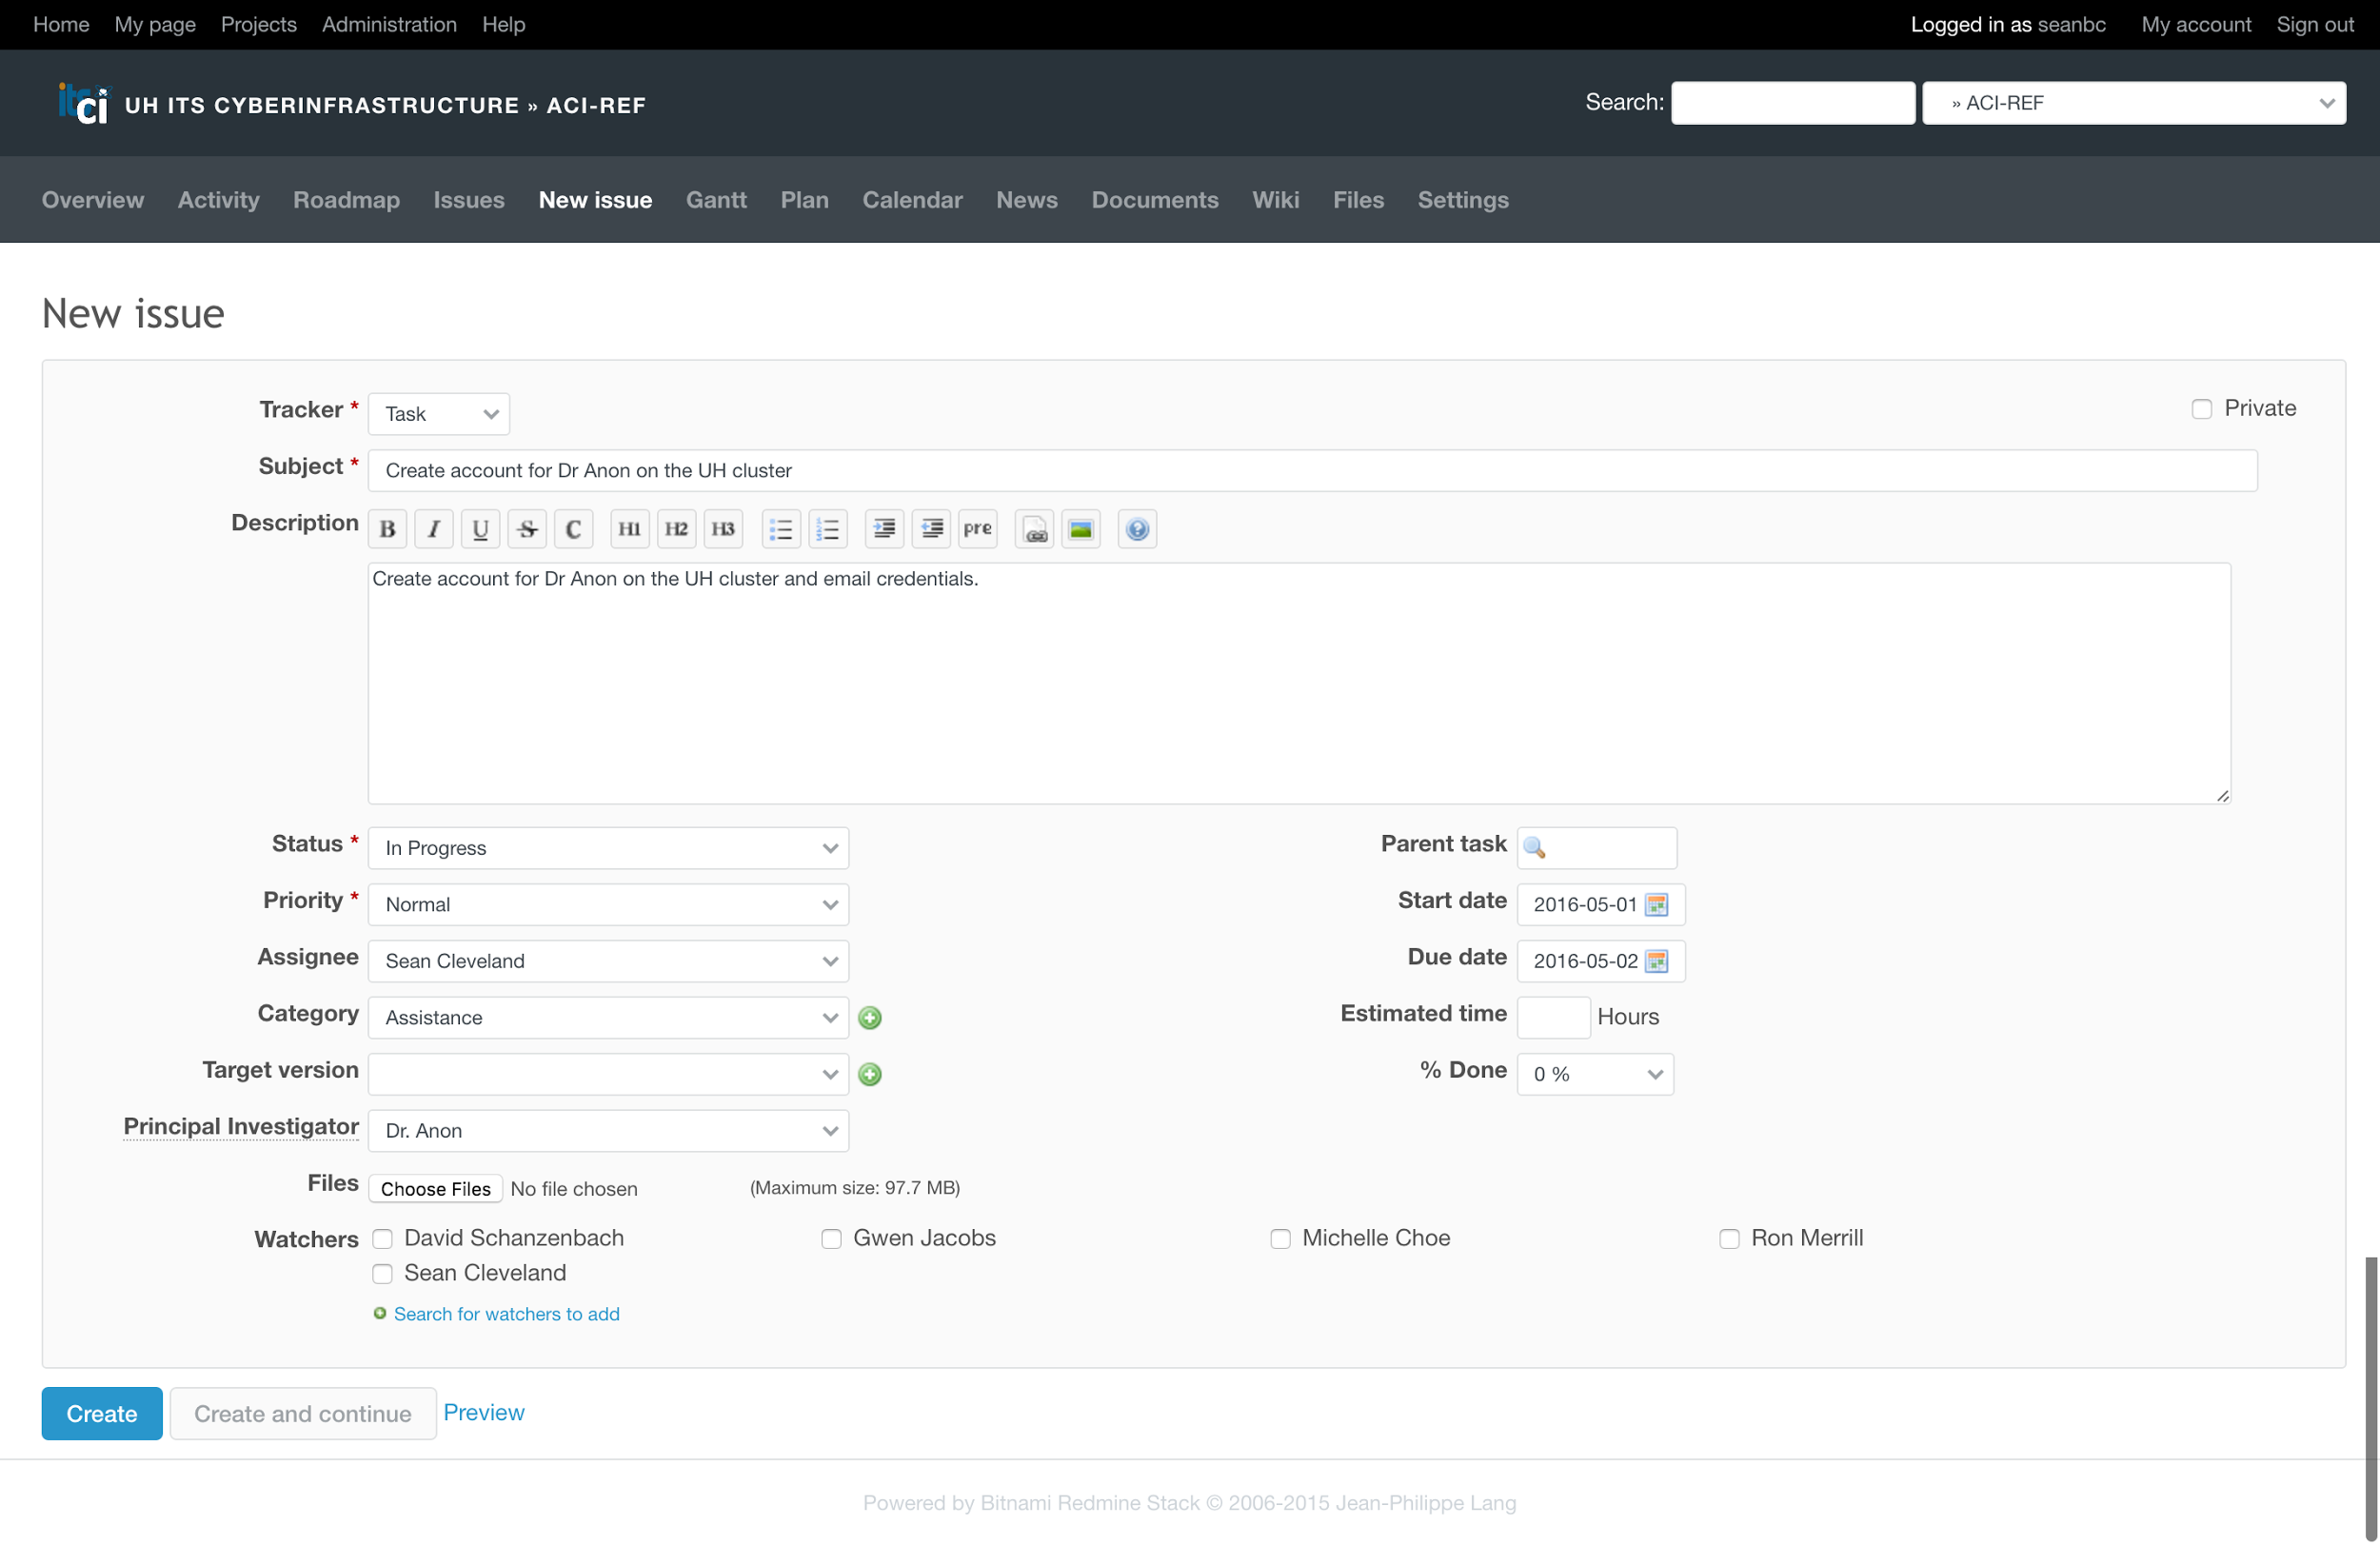 Home My page Projects Administration Help Logged in as seanbc My account Sign out
itsci UH ITS CYBERINFRASTRUCTURE » ACI-REF Search: » ACI-REF
Overview Activity Roadmap Issues New issue Gantt Plan Calendar News Documents Wiki Files Settings
New issue
Tracker * Task Private
Subject * Create account for Dr Anon on the UH cluster
Description B I U S C H1 H2 H3 pre
Create account for Dr Anon on the UH cluster and email credentials.
Status * In Progress Parent task
Priority * Normal Start date 2016-05-01
Assignee Sean Cleveland Due date 2016-05-02
Category Assistance Estimated time Hours
Target version % Done 0 %
Principal Investigator Dr. Anon
Files Choose Files No file chosen (Maximum size: 97.7 MB)
Watchers David Schanzenbach Gwen Jacobs Michelle Choe Ron Merrill
Sean Cleveland
Search for watchers to add
Create Create and continue Preview
Powered by Bitnami Redmine Stack © 2006-2015 Jean-Philippe Lang